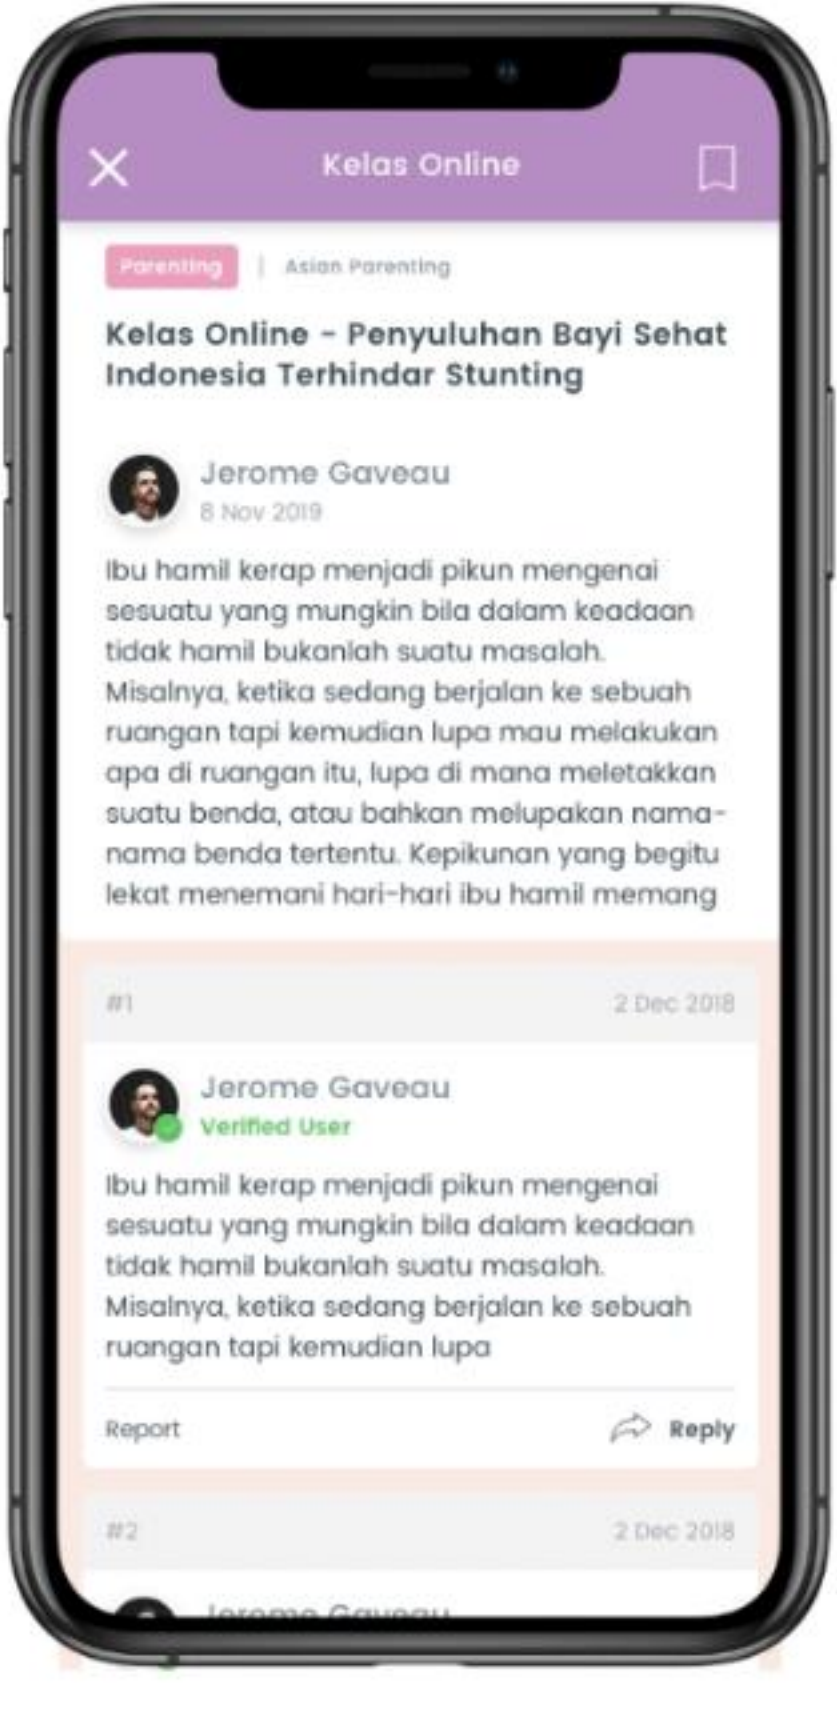 Kelas Online
Parenting | Asian Parenting
Kelas Online - Penyuluhan Bayi Sehat
Indonesia Terhindar Stunting
Jerome Gaveau
8 Nov 2019
Ibu hamil kerap menjadi pikun mengenai
sesuatu yang mungkin bila dalam keadaan
tidak hamil bukanlah suatu masalah.
Misalnya, ketika sedang berjalan ke sebuah
ruangan tapi kemudian lupa mau melakukan
apa di ruangan itu, lupa di mana meletakkan
suatu benda, atau bahkan melupakan nama-
nama benda tertentu. Kepikunan yang begitu
lekat menemani hari-hari ibu hamil memang
#1 2 Dec 2018
Jerome Gaveau
Verified User
Ibu hamil kerap menjadi pikun mengenai
sesuatu yang mungkin bila dalam keadaan
tidak hamil bukanlah suatu masalah.
Misalnya, ketika sedang berjalan ke sebuah
ruangan tapi kemudian lupa
Report Reply
#2 2 Dec 2018
Jerome Gaveau